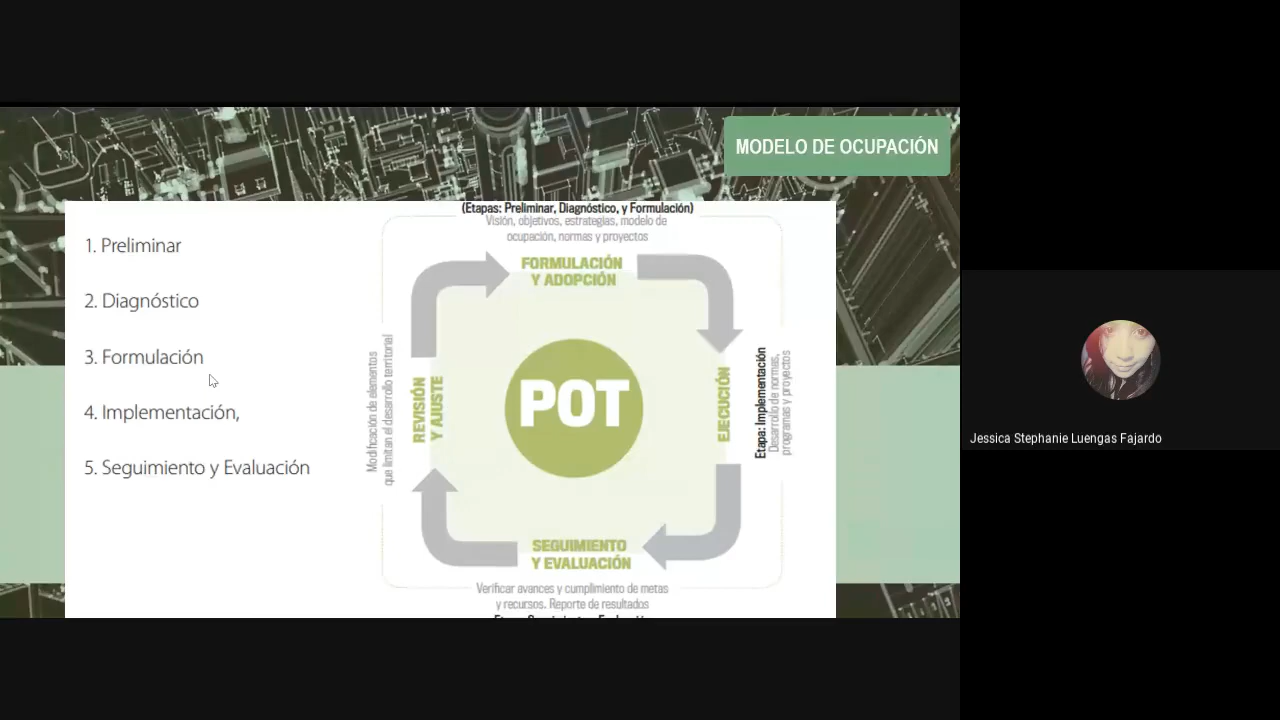 MODELO DE OCUPACIÓN
1. Preliminar
2. Diagnóstico
3. Formulación
4. Implementación,
5. Seguimiento y Evaluación
(Etapas: Preliminar, Diagnóstico, y Formulación)
Visión, objetivos, estrategias, modelo de
ocupación, normas y proyectos
FORMULACIÓN
Y ADOPCIÓN
EJECUCIÓN
Etapa: Implementación
Desarrollo de normas,
programas y proyectos
POT
SEGUIMIENTO
Y EVALUACIÓN
Verificar avances y cumplimiento de metas
y recursos. Reporte de resultados
Modificación de elementos
que limitan el desarrollo territorial
REVISIÓN
Y AJUSTE
Jessica Stephanie Luengas Fajardo